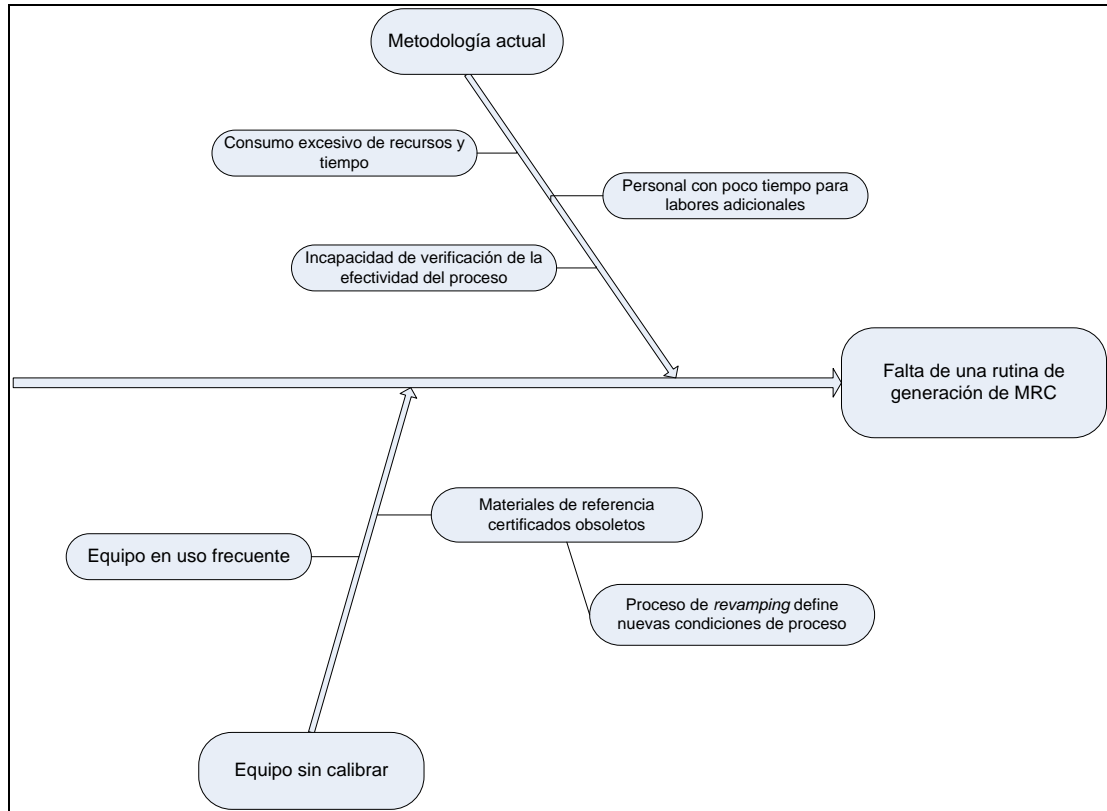 Metodología actual
Consumo excesivo de recursos y
tiempo
Personal con poco tiempo para
labores adicionales
Incapacidad de verificación de la
efectividad del proceso
Falta de una rutina de
generación de MRC
Materiales de referencia
certificados obsoletos
Equipo en uso frecuente
Proceso de revamping define
nuevas condiciones de proceso
Equipo sin calibrar